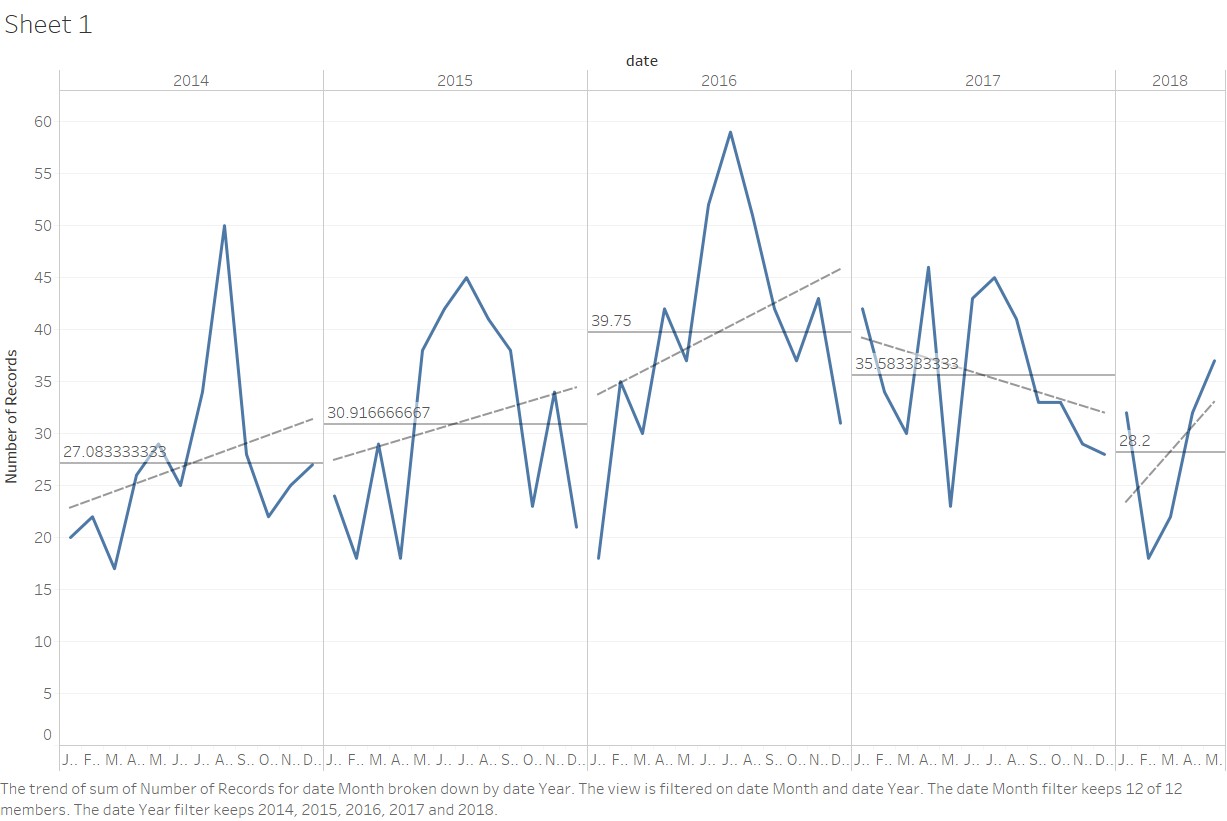 Sheet 1
date
2014 2015 2016 2017 2018
Number of Records
60
55
50
45
40
35
30
25
20
15
10
5
0
27.083333333
30.916666667
39.75
35.583333333
28.2
J.. F.. M. A.. M. J.. J.. A.. S.. O.. N.. D.. J.. F.. M. A.. M. J.. J.. A.. S.. O.. N.. D.. J.. F.. M. A.. M. J.. J.. A.. S.. O.. N.. D.. J.. F.. M. A.. M. J.. J.. A.. S.. O.. N.. D.. J.. F.. M. A.. M.
The trend of sum of Number of Records for date Month broken down by date Year. The view is filtered on date Month and date Year. The date Month filter keeps 12 of 12
members. The date Year filter keeps 2014, 2015, 2016, 2017 and 2018.